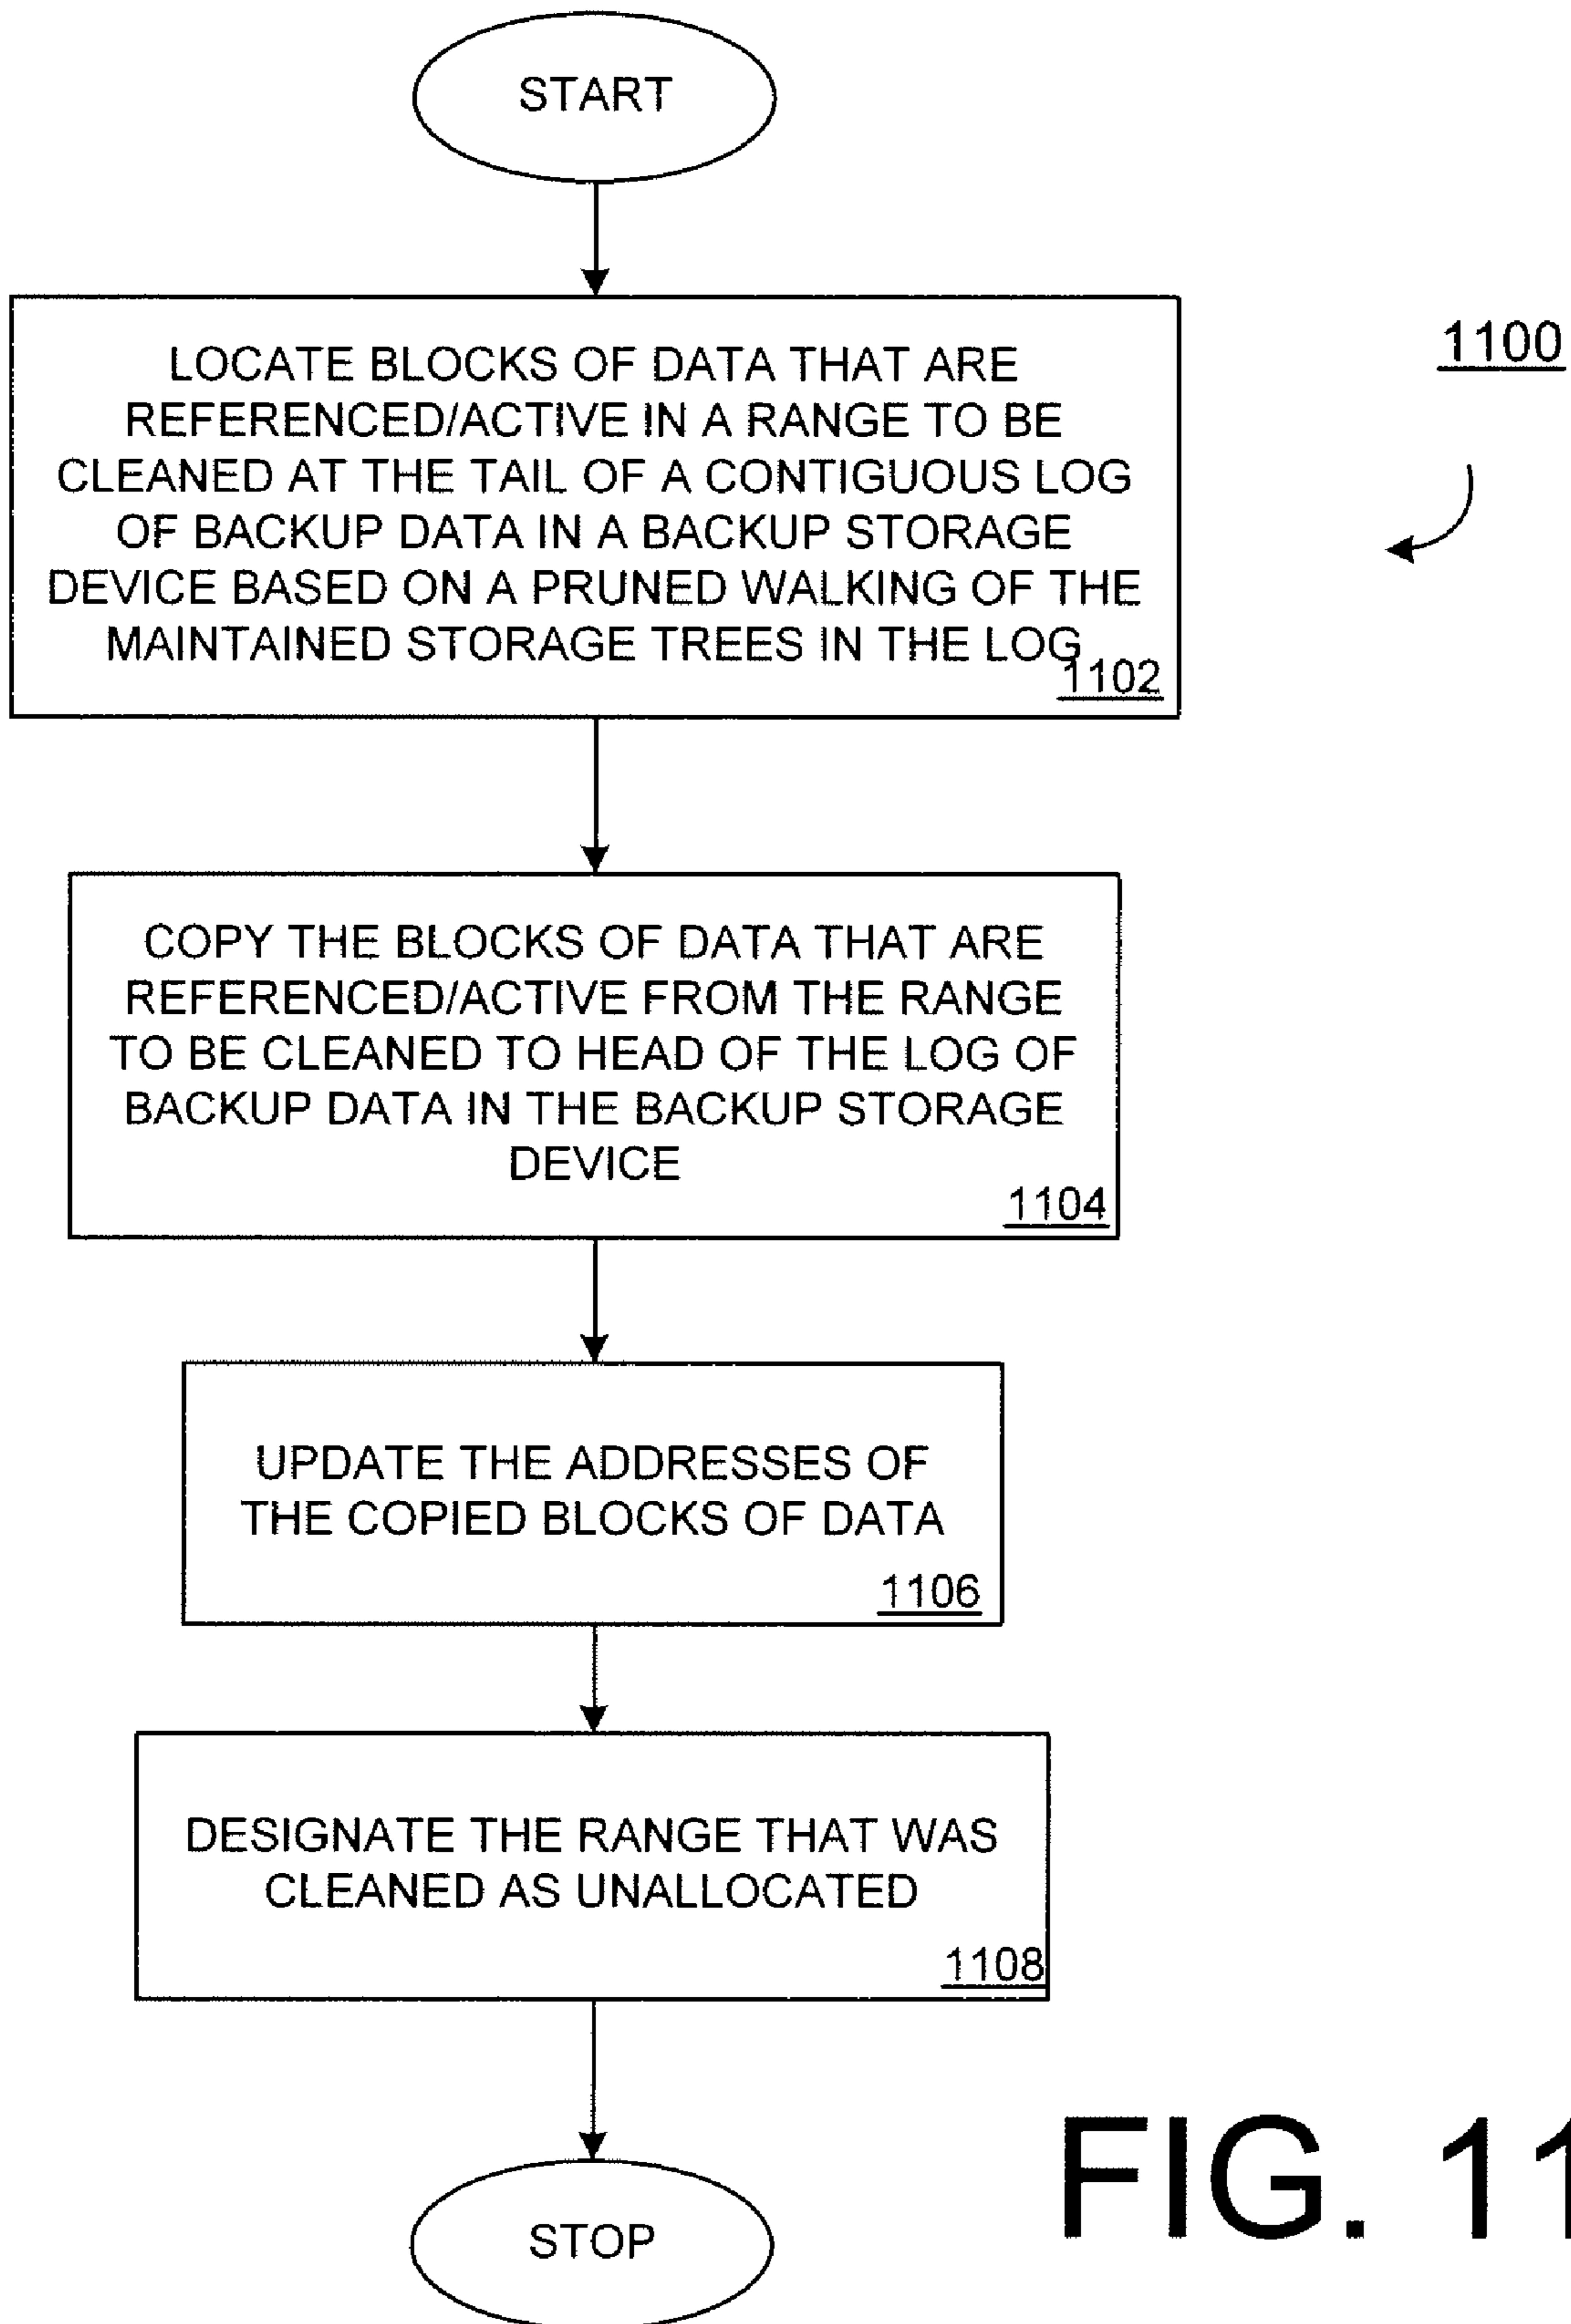 START
LOCATE BLOCKS OF DATA THAT ARE
REFERENCED/ACTIVE IN A RANGE TO BE
CLEANED AT THE TAIL OF A CONTIGUOUS LOG
OF BACKUP DATA IN A BACKUP STORAGE
DEVICE BASED ON A PRUNED WALKING OF THE
MAINTAINED STORAGE TREES IN THE LOG
1102
1100
COPY THE BLOCKS OF DATA THAT ARE
REFERENCED/ACTIVE FROM THE RANGE
TO BE CLEANED TO HEAD OF THE LOG OF
BACKUP DATA IN THE BACKUP STORAGE
DEVICE
1104
UPDATE THE ADDRESSES OF
THE COPIED BLOCKS OF DATA
1106
DESIGNATE THE RANGE THAT WAS
CLEANED AS UNALLOCATED
1108
STOP
FIG. 11